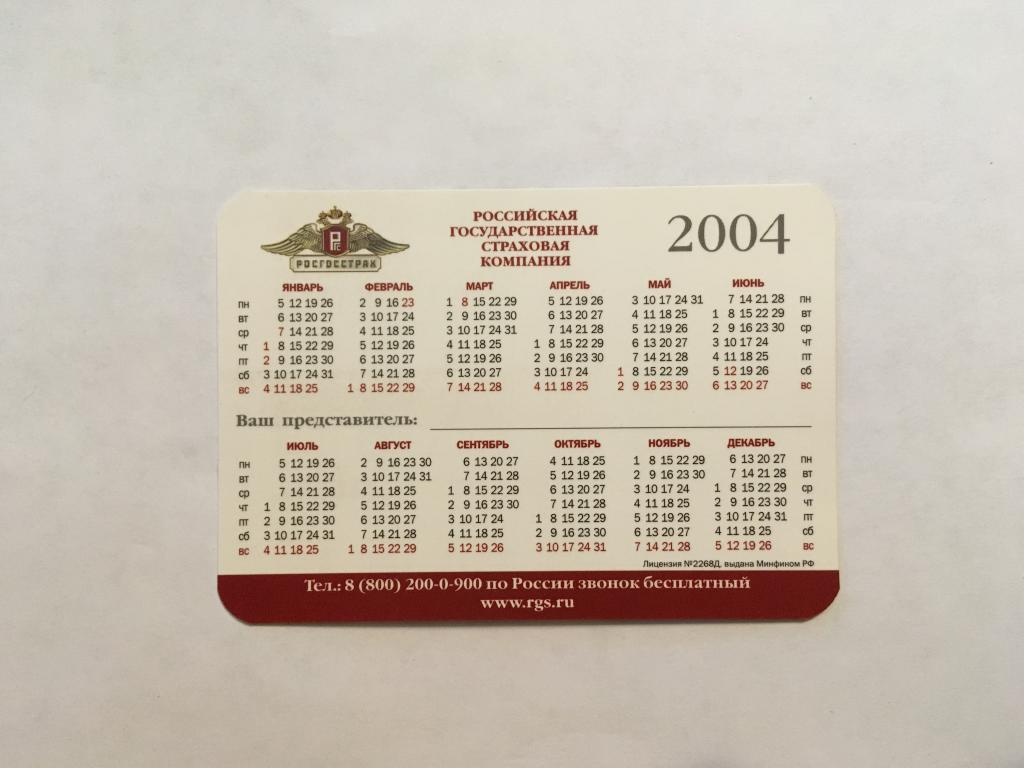 РГС
РОСГОССТРАХ
РОССИЙСКАЯ
ГОСУДАРСТВЕННАЯ
СТРАХОВАЯ
КОМПАНИЯ
2004
ЯНВАРЬ ФЕВРАЛЬ МАРТ АПРЕЛЬ МАЙ ИЮНЬ
пн 5 12 19 26 2 9 16 23 1 8 15 22 29 5 12 19 26 3 10 17 24 31 7 14 21 28 пн
вт 6 13 20 27 3 10 17 24 2 9 16 23 30 6 13 20 27 4 11 18 25 1 8 15 22 29 вт
ср 7 14 21 28 4 11 18 25 3 10 17 24 31 7 14 21 28 5 12 19 26 2 9 16 23 30 ср
чт 1 8 15 22 29 5 12 19 26 4 11 18 25 1 8 15 22 29 6 13 20 27 3 10 17 24 чт
пт 2 9 16 23 30 6 13 20 27 5 12 19 26 2 9 16 23 30 7 14 21 28 4 11 18 25 пт
сб 3 10 17 24 31 7 14 21 28 6 13 20 27 3 10 17 24 1 8 15 22 29 5 12 19 26 сб
вс 4 11 18 25 1 8 15 22 29 7 14 21 28 4 11 18 25 2 9 16 23 30 6 13 20 27 вс
Ваш представитель:
ИЮЛЬ АВГУСТ СЕНТЯБРЬ ОКТЯБРЬ НОЯБРЬ ДЕКАБРЬ
пн 5 12 19 26 2 9 16 23 30 6 13 20 27 4 11 18 25 1 8 15 22 29 6 13 20 27 пн
вт 6 13 20 27 3 10 17 24 31 7 14 21 28 5 12 19 26 2 9 16 23 30 7 14 21 28 вт
ср 7 14 21 28 4 11 18 25 1 8 15 22 29 6 13 20 27 3 10 17 24 1 8 15 22 29 ср
чт 1 8 15 22 29 5 12 19 26 2 9 16 23 30 7 14 21 28 4 11 18 25 2 9 16 23 30 чт
пт 2 9 16 23 30 6 13 20 27 3 10 17 24 1 8 15 22 29 5 12 19 26 3 10 17 24 31 пт
сб 3 10 17 24 31 7 14 21 28 4 11 18 25 2 9 16 23 30 6 13 20 27 4 11 18 25 сб
вс 4 11 18 25 1 8 15 22 29 5 12 19 26 3 10 17 24 31 7 14 21 28 5 12 19 26 вс
Лицензия №2268Д, выдана Минфином РФ
Тел.: 8 (800) 200-0-900 по России звонок бесплатный
www.rgs.ru